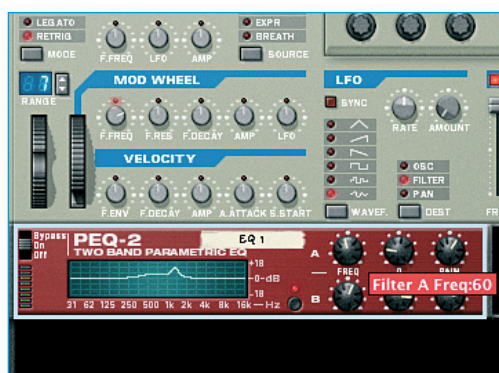 LEGATO
RETRIG
MODE
F.FREQ LFO AMP
EXPR
BREATH
SOURCE
7
RANGE
MOD WHEEL
F.FREQ F.RES F.DECAY AMP LFO
VELOCITY
F.ENV F.DECAY AMP A.ATTACK S.START
LFO
SYNC
RATE AMOUNT
OSC
FILTER
PAN
WAVEF. DEST
FR
Bypass
On
Off
PEQ-2
TWO BAND PARAMETRIC EQ
EQ 1
+18
0-dB
-18
31 62 125 250 500 1k 2k 4k 8k 16k Hz
A
FREQ Q GAIN
B
Filter A Freq:60